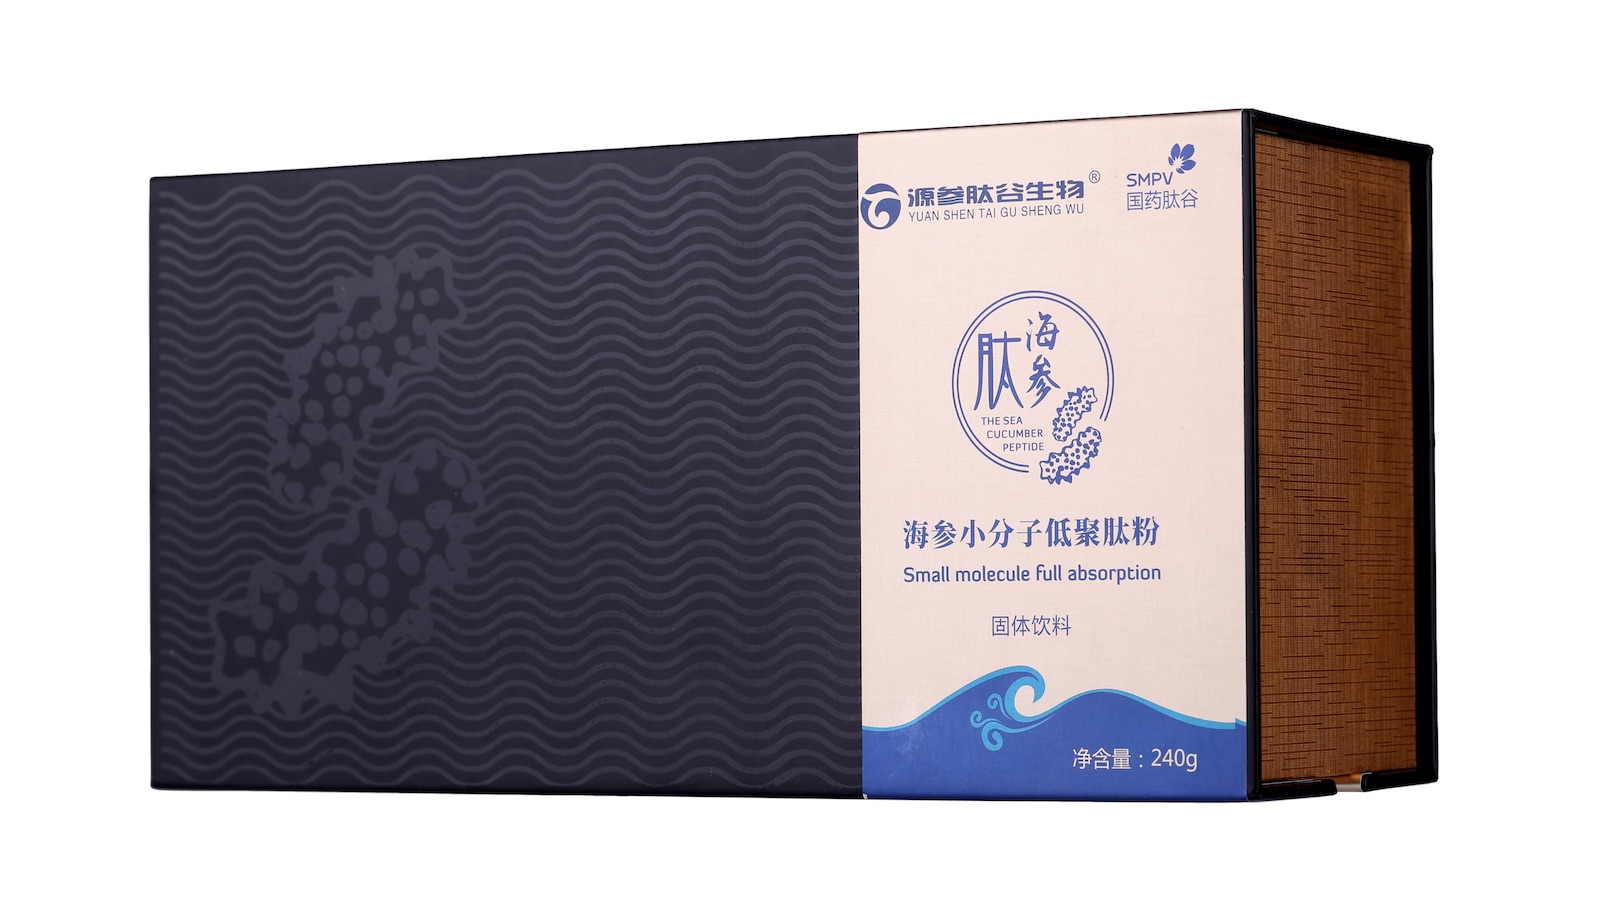 源参肽谷生物®
YUAN SHEN TAI GU SHENG WU
SMPV
国药肽谷
海参
肽
THE SEA
CUCUMBER
PEPTIDE
海参小分子低聚肽粉
Small molecule full absorption
固体饮料
净含量：240g